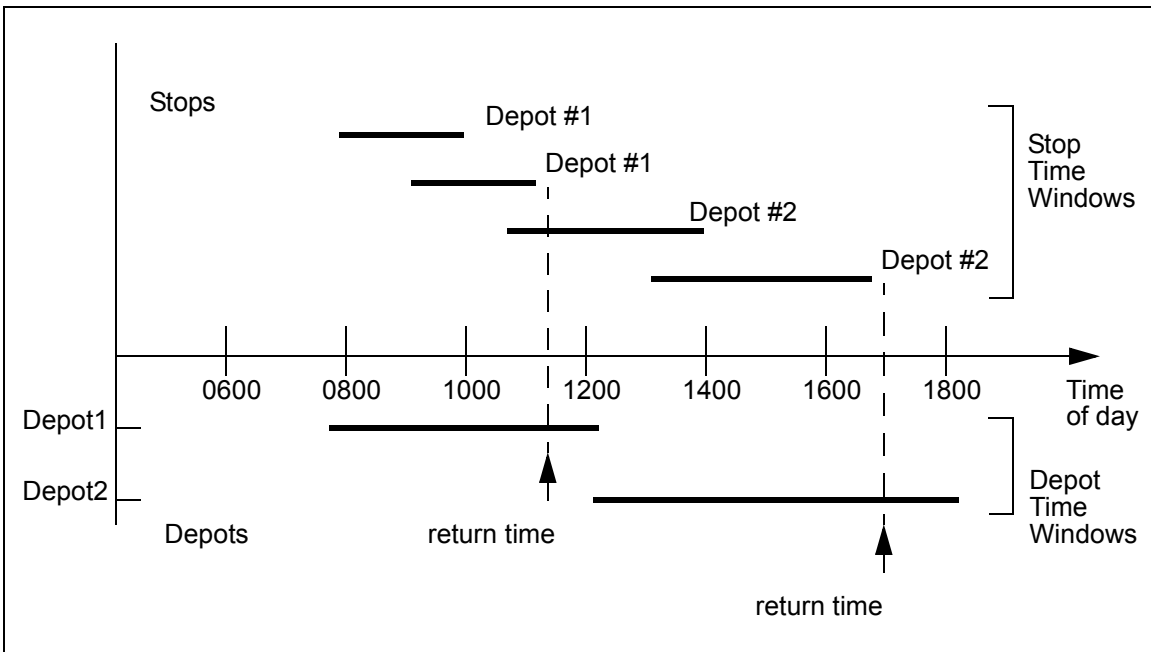 Stops
Depot #1
Depot #1
Depot #2
Depot #2
Stop
Time
Windows
0600
0800
1000
1200
1400
1600
1800
Time
of day
Depot1
Depot2
Depots
return time
return time
Depot
Time
Windows